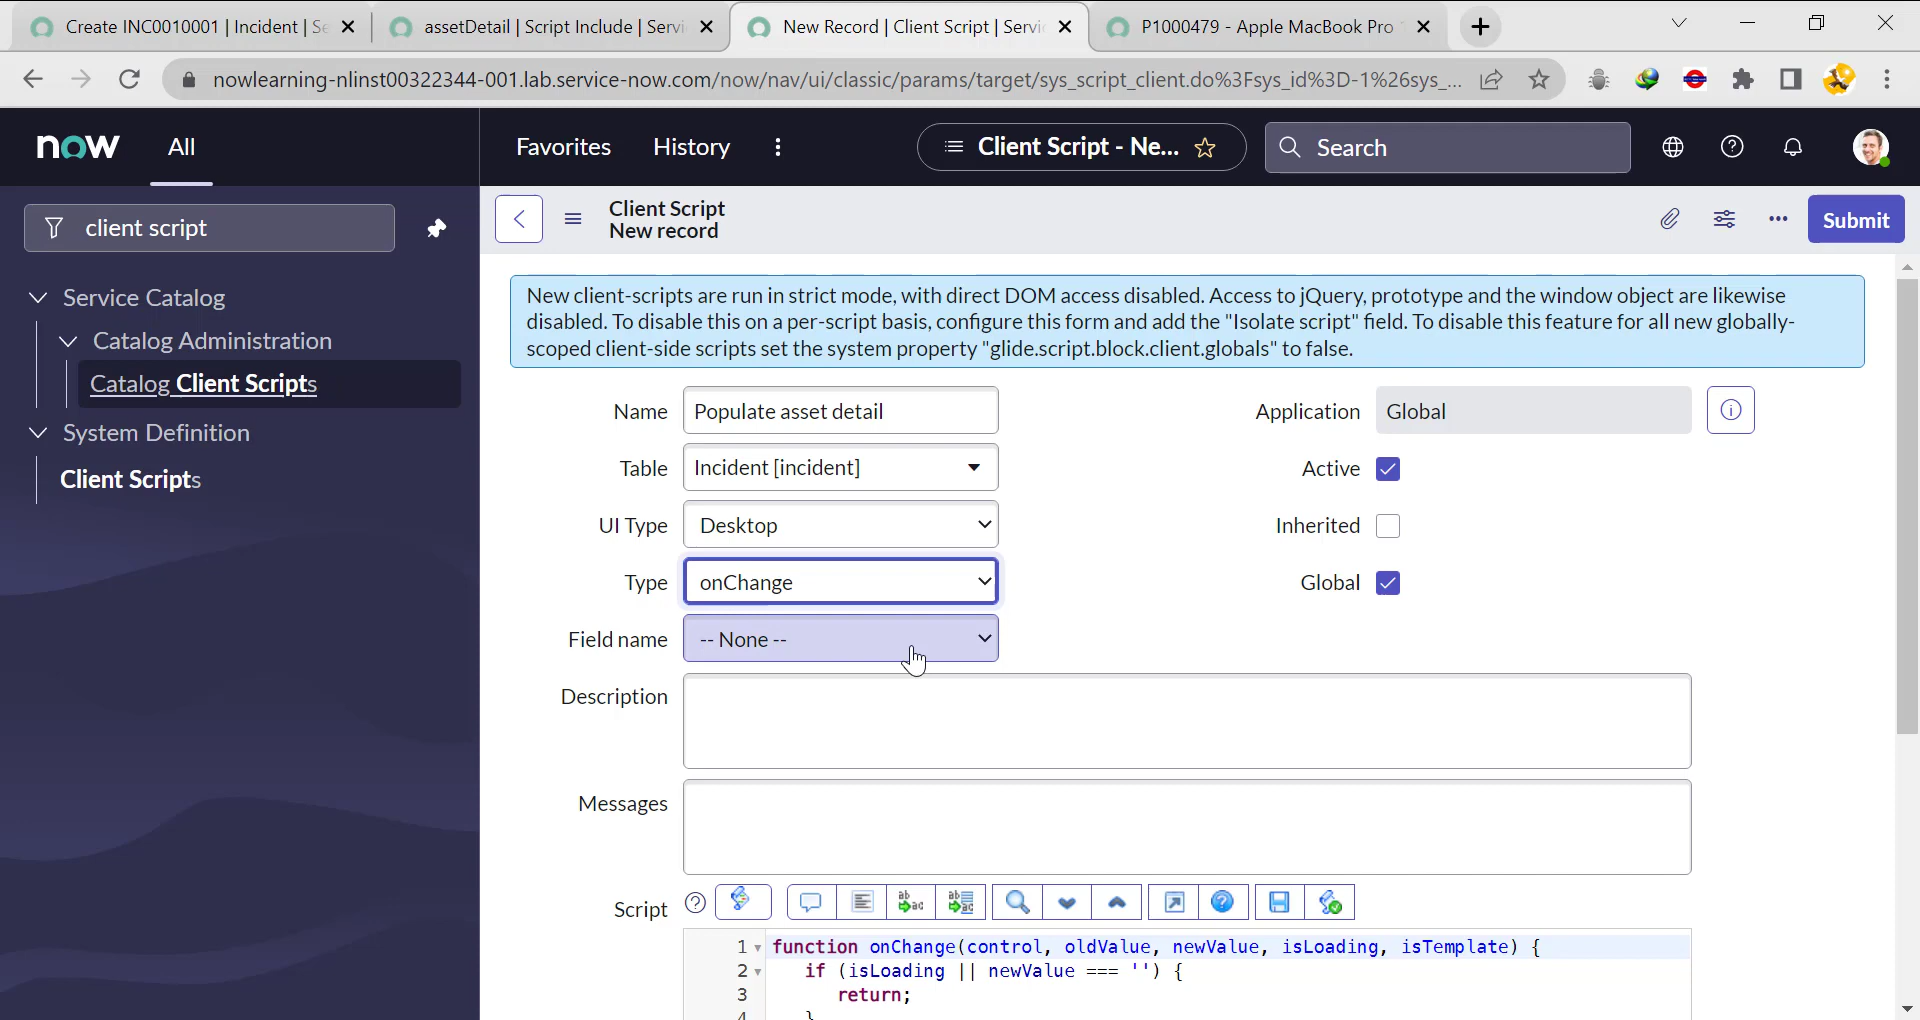 Create INC0010001 | Incident | Se
assetDetail | Script Include | Servi
New Record | Client Script | Servic
P1000479 - Apple MacBook Pro
nowlearning-nlinst00322344-001.lab.service-now.com/now/nav/ui/classic/params/target/sys_script_client.do%3Fsys_id%3D-1%26sys_...
now
All
Favorites
History
Client Script - Ne...
Search
client script
Service Catalog
Catalog Administration
Catalog Client Scripts
System Definition
Client Scripts
Client Script
New record
Submit
New client-scripts are run in strict mode, with direct DOM access disabled. Access to jQuery, prototype and the window object are likewise
disabled. To disable this on a per-script basis, configure this form and add the "Isolate script" field. To disable this feature for all new globally-
scoped client-side scripts set the system property "glide.script.block.client.globals" to false.
Name
Populate asset detail
Application
Global
Table
Incident [incident]
Active
UI Type
Desktop
Inherited
Type
onChange
Global
Field name
-- None --
Description
Messages
Script
1 function onChange(control, oldValue, newValue, isLoading, isTemplate) {
2 if (isLoading || newValue === '') {
3 return;
4 }